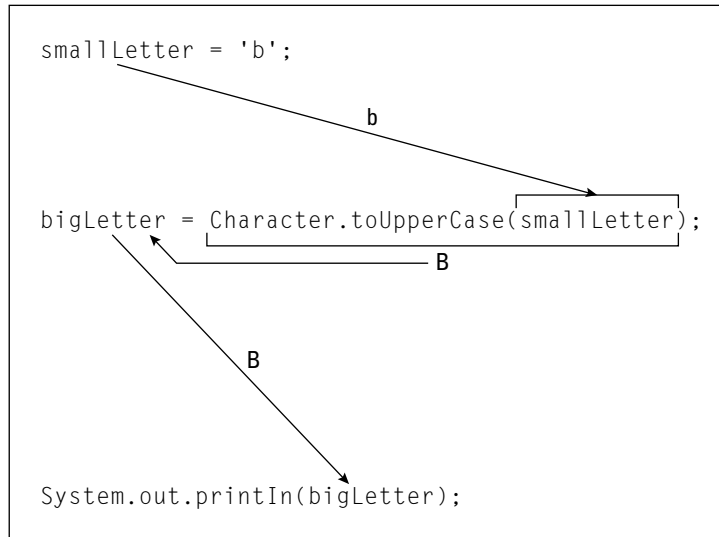 smallLetter = 'b';
b
bigLetter = Character.toUpperCase(smallLetter);
B
B
System.out.printIn(bigLetter);